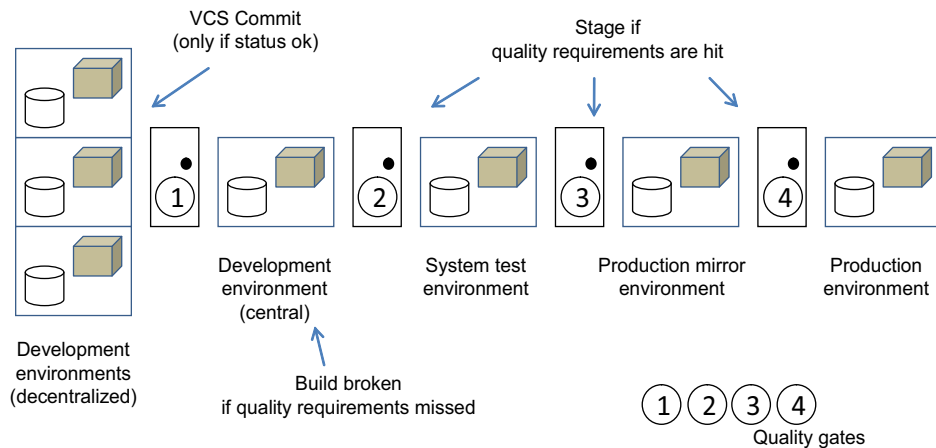 VCS Commit
(only if status ok)
Stage if
quality requirements are hit
1
2
3
4
Development
environment
(central)
System test
environment
Production mirror
environment
Production
environment
Development
environments
(decentralized)
Build broken
if quality requirements missed
1 2 3 4
Quality gates